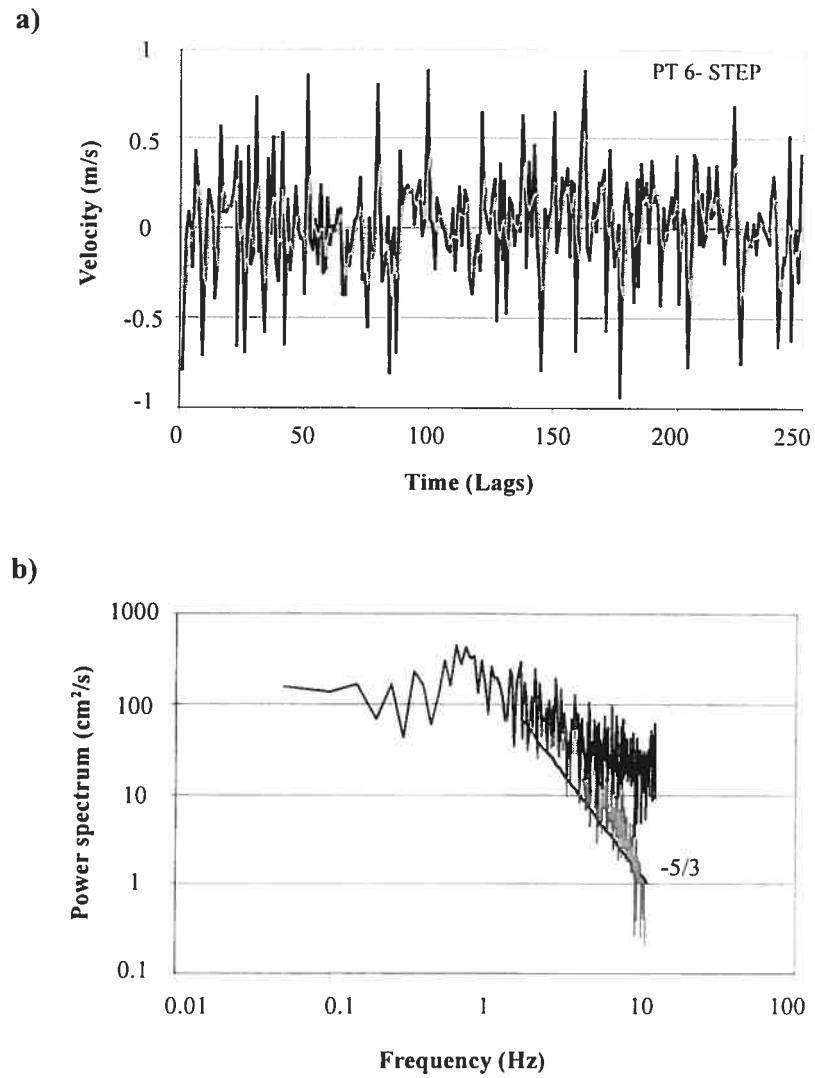 a)
1
PT 6- STEP
0.5
0
-0.5
-1
Velocity (m/s)
0 50 100 150 200 250
Time (Lags)
b)
1000
100
10
1
0.1
Power spectrum (cm²/s)
-5/3
0.01 0.1 1 10 100
Frequency (Hz)